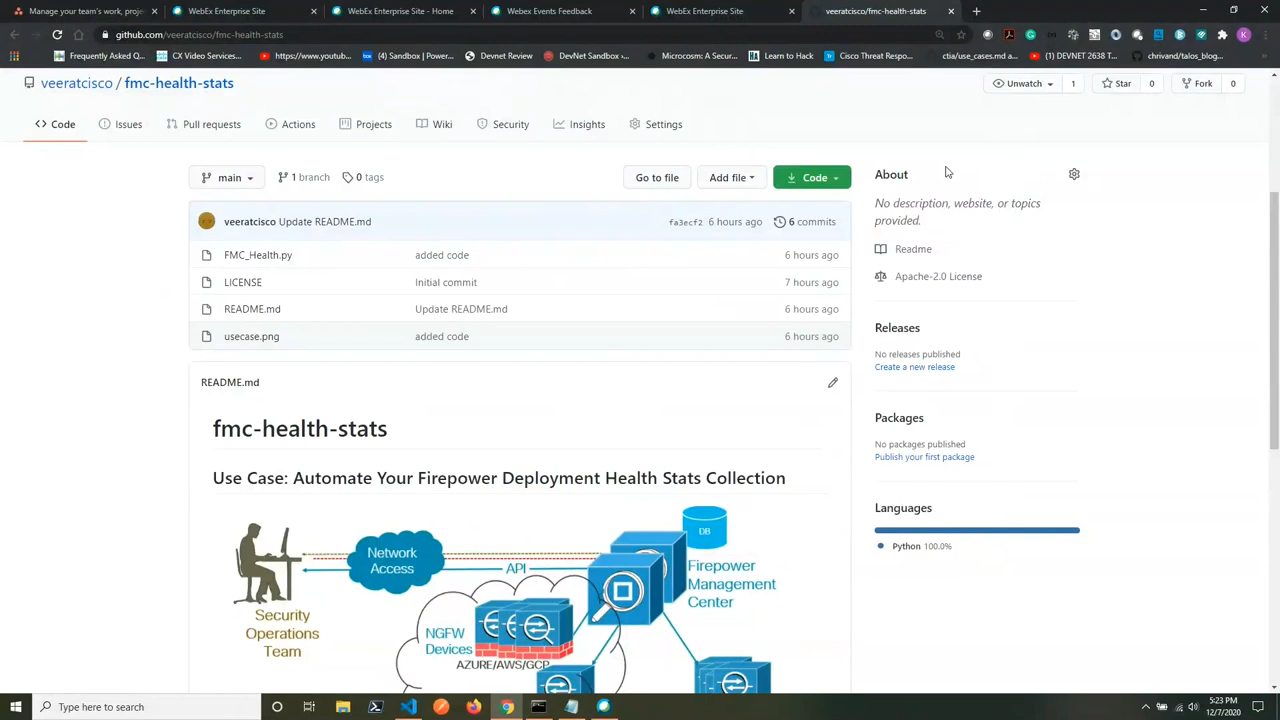 Manage your team's work, proje
WebEx Enterprise Site
WebEx Enterprise Site - Home
Webex Events Feedback
WebEx Enterprise Site
veeratcisco/fmc-health-stats
github.com/veeratcisco/fmc-health-stats
Frequently Asked Q...
CX Video Services...
https://www.youtub...
(4) Sandbox | Power...
Devnet Review
DevNet Sandbox >...
Microcosm: A Secur...
Learn to Hack
Cisco Threat Respo...
ctia/use_cases.md a...
(1) DEVNET 2638 T...
chrivand/talos_blog...
veeratcisco / fmc-health-stats
Unwatch 1
Star 0
Fork 0
Code
Issues
Pull requests
Actions
Projects
Wiki
Security
Insights
Settings
main
1 branch
0 tags
Go to file
Add file
Code
veeratcisco Update README.md
fa3ecf2 6 hours ago
6 commits
FMC_Health.py added code 6 hours ago
LICENSE Initial commit 7 hours ago
README.md Update README.md 6 hours ago
usecase.png added code 6 hours ago
About
No description, website, or topics
provided.
Readme
Apache-2.0 License
Releases
No releases published
Create a new release
Packages
No packages published
Publish your first package
Languages
Python 100.0%
README.md
fmc-health-stats
Use Case: Automate Your Firepower Deployment Health Stats Collection
Network
Access
API
DB
Firepower
Management
Center
Security
Operations
Team
NGFW
Devices
AZURE/AWS/GCP
Type here to search
5:23 PM
12/7/2020